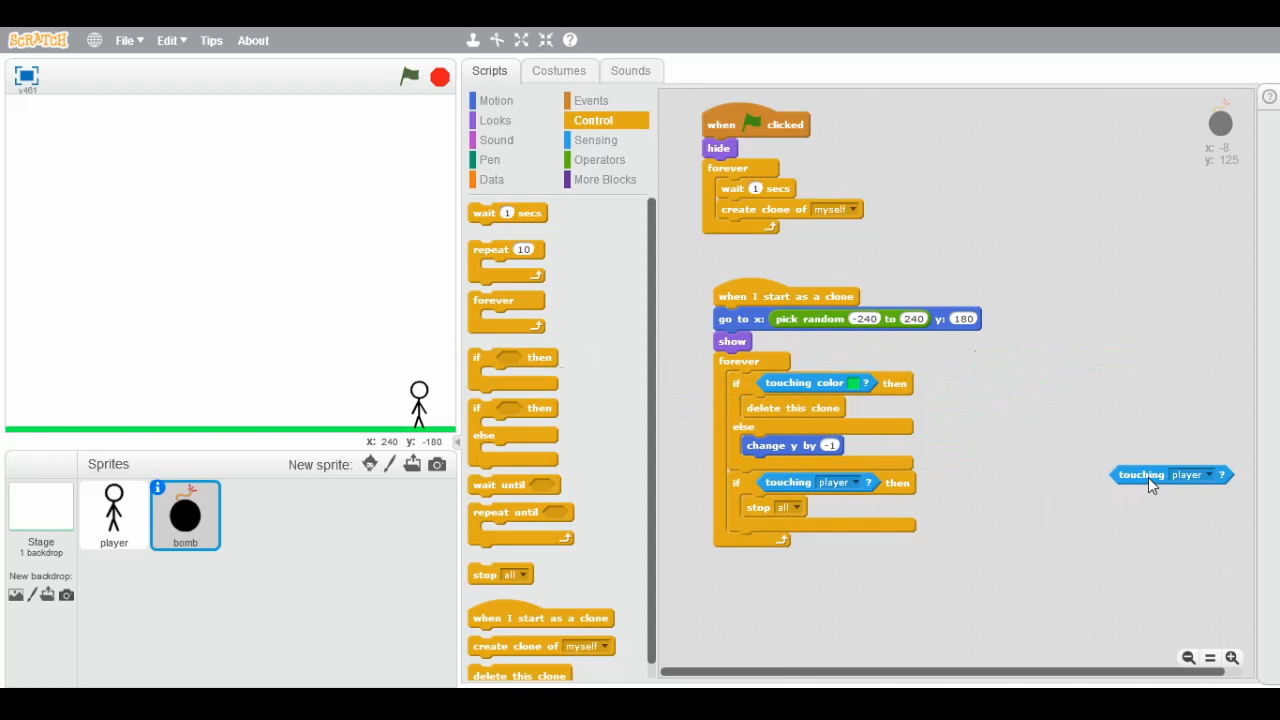 SCRATCH File Edit Tips About
v461
Scripts Costumes Sounds
Motion Events
Looks Control
Sound Sensing
Pen Operators
Data More Blocks
wait 1 secs
repeat 10
forever
if then
if then
else
wait until
repeat until
stop all
when I start as a clone
create clone of myself
delete this clone
when clicked
hide
forever
wait 1 secs
create clone of myself
when I start as a clone
go to x: pick random -240 to 240 y: 180
show
forever
if touching color ? then
delete this clone
else
change y by -1
if touching player ? then
stop all
touching player ?
x: -8
y: 125
x: 240 y: -180
Sprites New sprite:
Stage
1 backdrop
New backdrop:
player
bomb